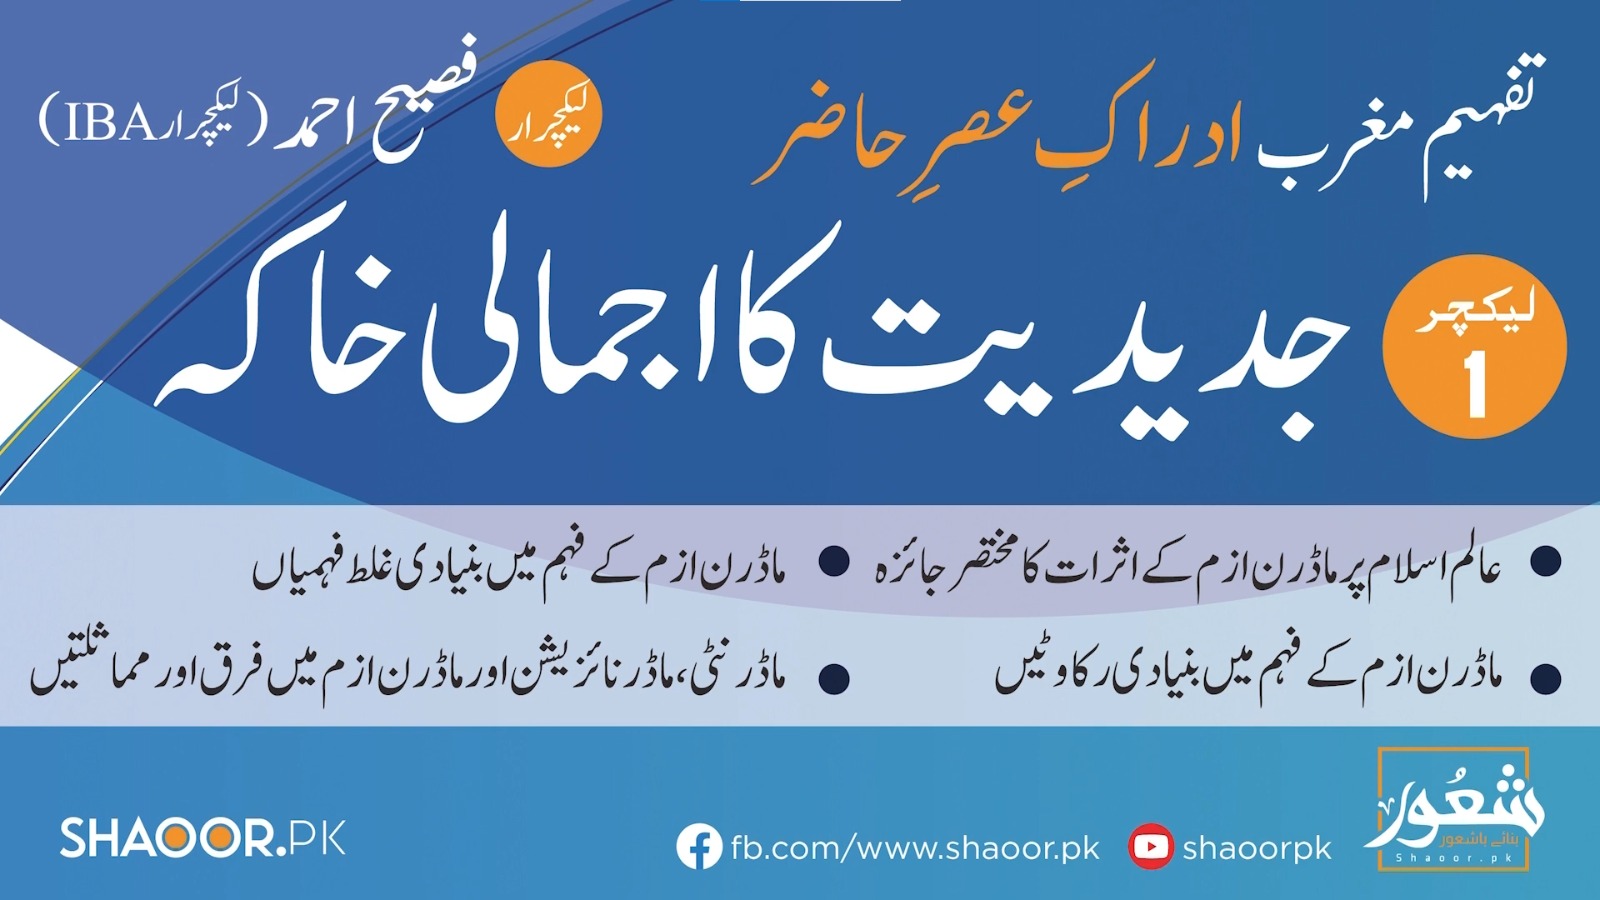 تفہیم مغرب ادراکِ عصرِ حاضر
لیکچرار
فصیح احمد (لیکچرار IBA)
لیکچر
1
جدیدیت کا اجمالی خاکہ
عالم اسلام پر ماڈرن ازم کے اثرات کا مختصر جائزہ
ماڈرن ازم کے فہم میں بنیادی غلط فہمیاں
ماڈرن ازم کے فہم میں بنیادی رکاوٹیں
ماڈرنٹی، ماڈرنائزیشن اور ماڈرن ازم میں فرق اور مماثلتیں
SHAOOR.PK
fb.com/www.shaoor.pk
shaoorpk
شعُور
بنائے باشعور
Shaoor.pk